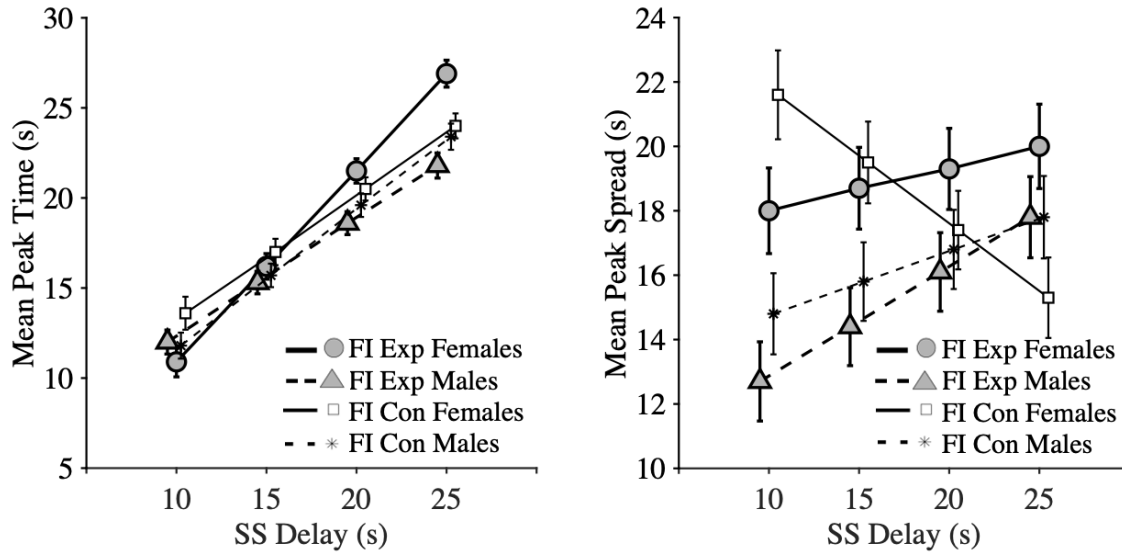 Mean Peak Time (s)
30
25
20
15
10
5
FI Exp Females
FI Exp Males
FI Con Females
FI Con Males
10 15 20 25
SS Delay (s)
Mean Peak Spread (s)
24
22
20
18
16
14
12
10
FI Exp Females
FI Exp Males
FI Con Females
FI Con Males
10 15 20 25
SS Delay (s)